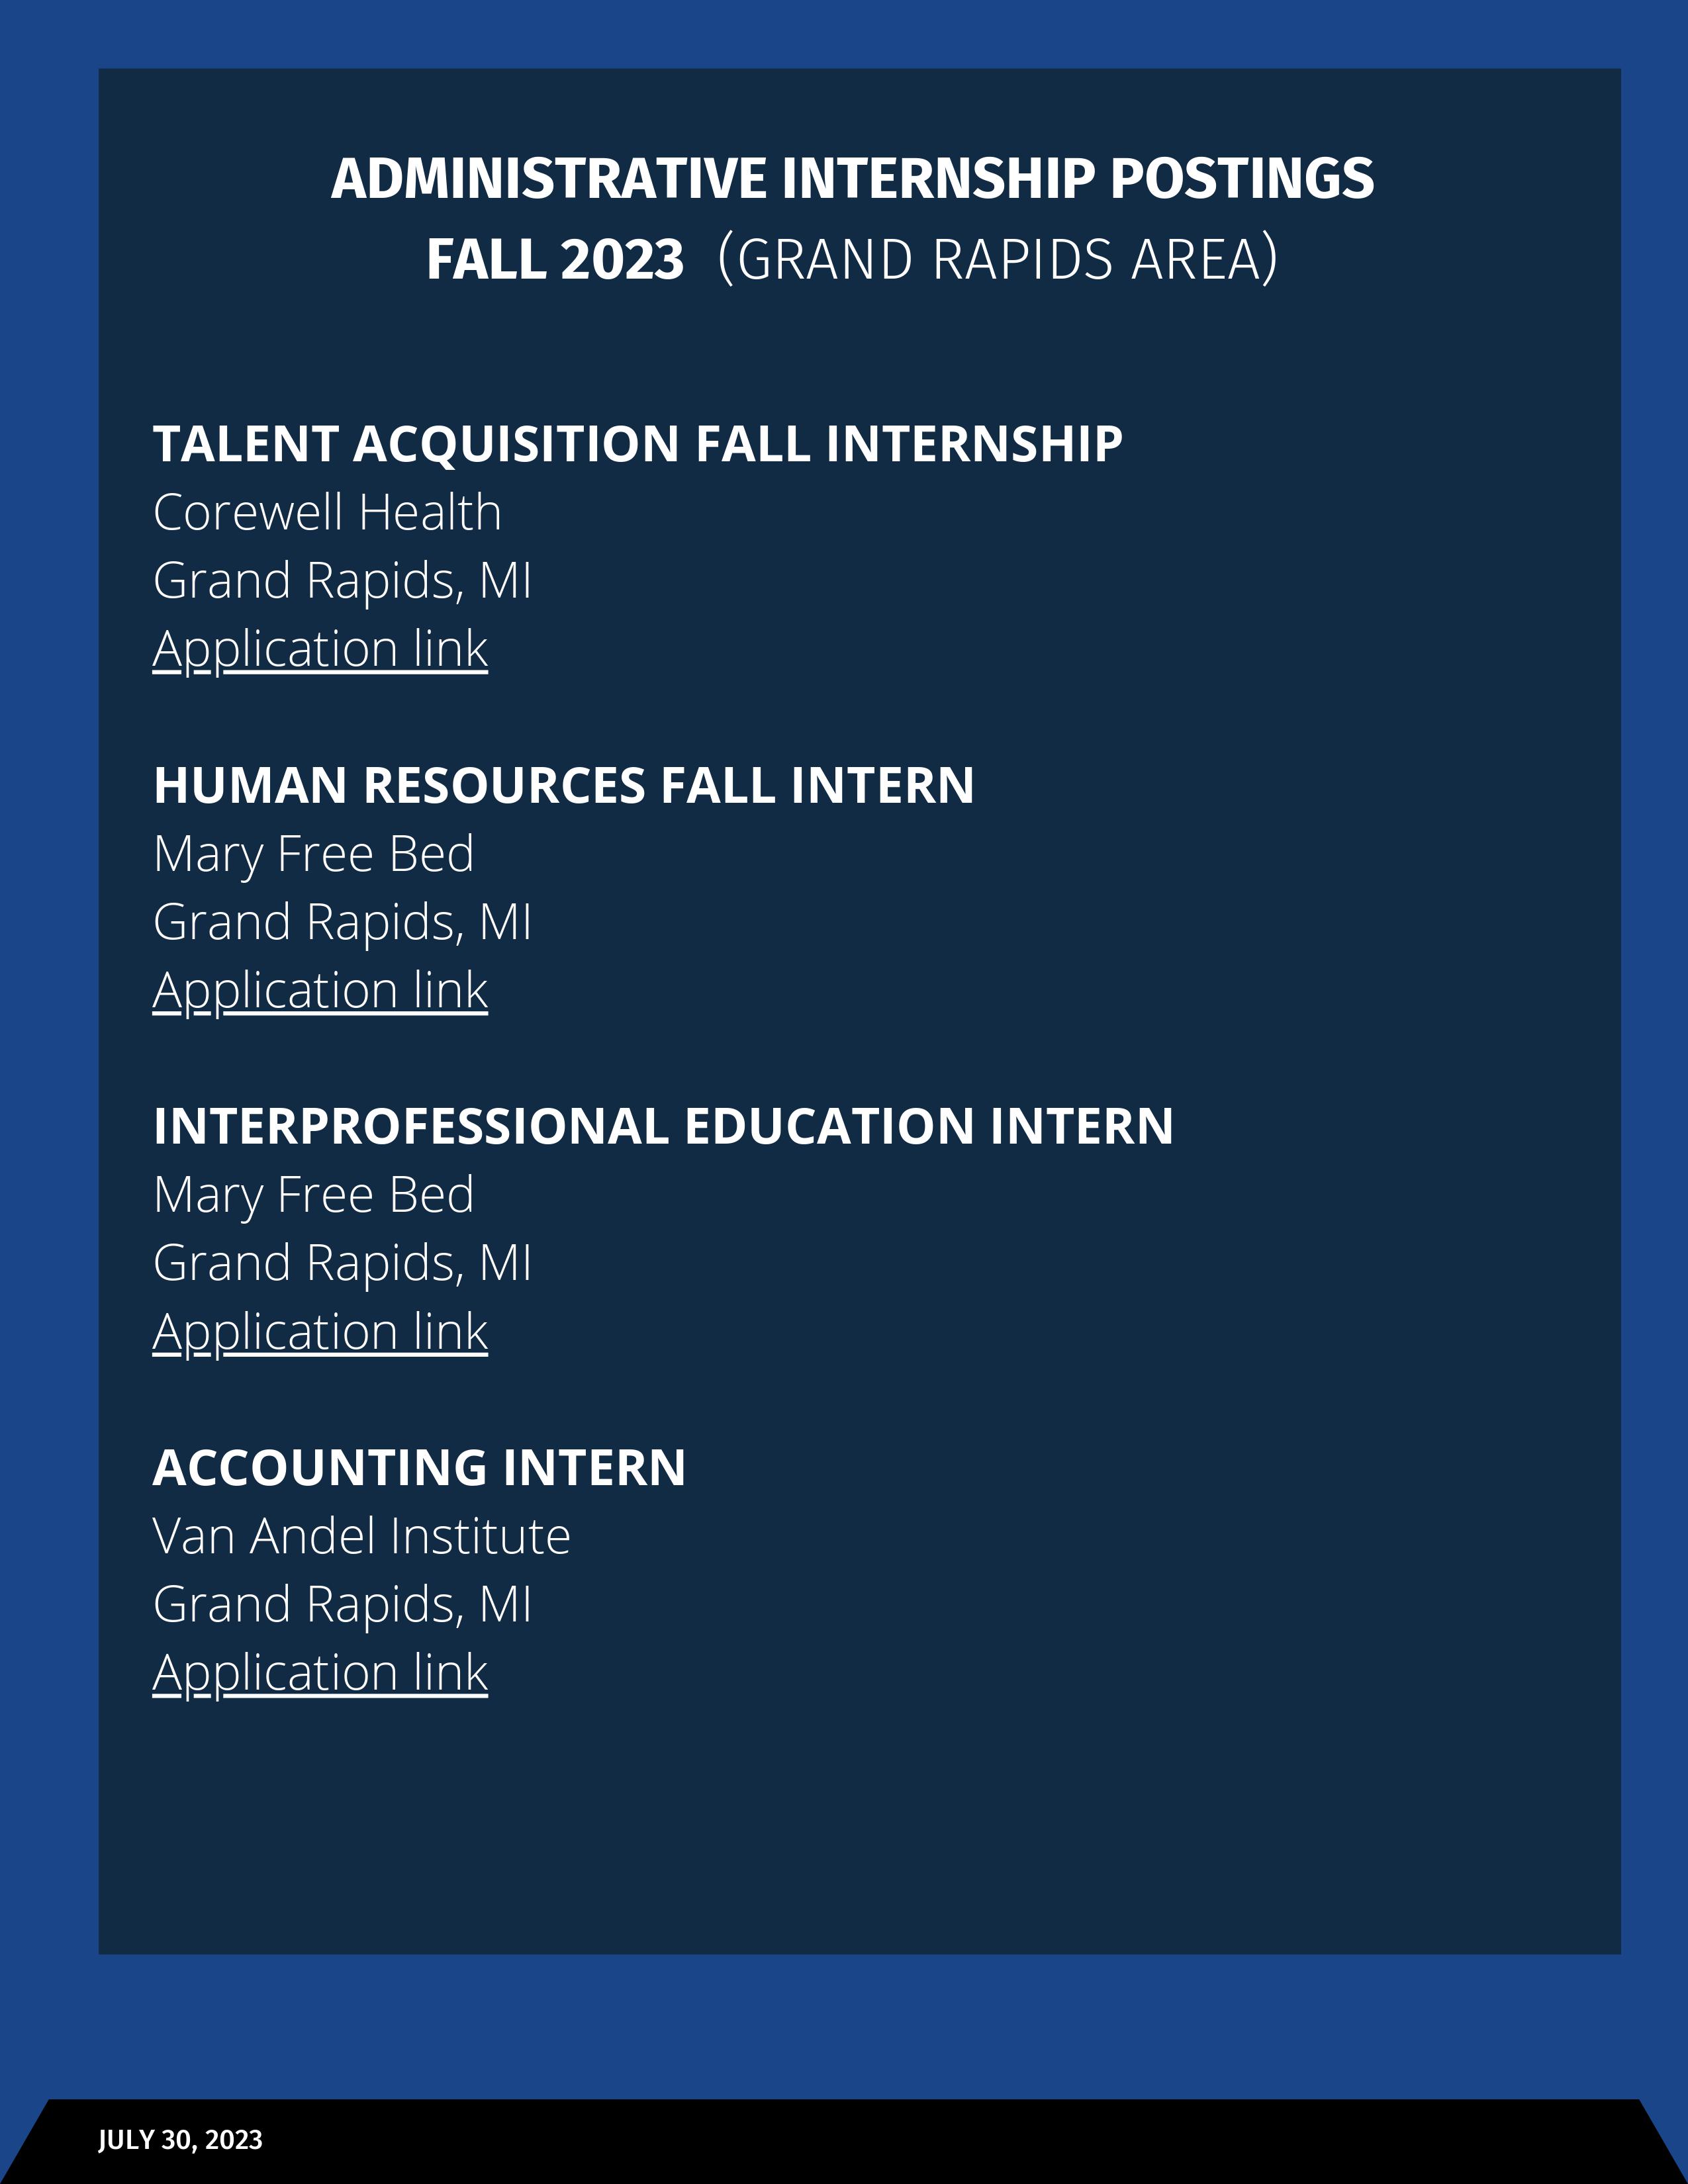 ADMINISTRATIVE INTERNSHIP POSTINGS
FALL 2023 (GRAND RAPIDS AREA)
TALENT ACQUISITION FALL INTERNSHIP
Corewell Health
Grand Rapids, MI
Application link
HUMAN RESOURCES FALL INTERN
Mary Free Bed
Grand Rapids, MI
Application link
INTERPROFESSIONAL EDUCATION INTERN
Mary Free Bed
Grand Rapids, MI
Application link
ACCOUNTING INTERN
Van Andel Institute
Grand Rapids, MI
Application link
JULY 30, 2023